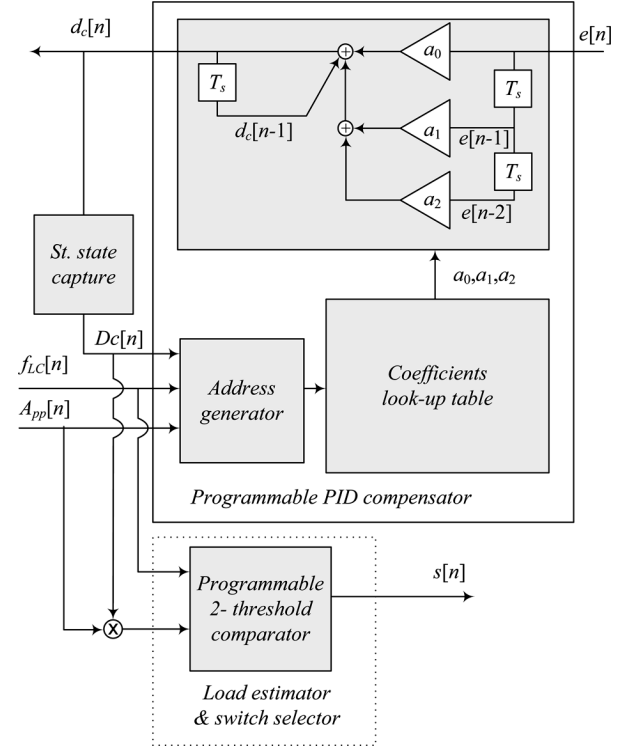 d_c[n]
e[n]
a_0
T_s
T_s
d_c[n-1]
a_1
e[n-1]
T_s
a_2
e[n-2]
St. state
capture
a_0,a_1,a_2
Dc[n]
f_LC[n]
A_pp[n]
Address
generator
Coefficients
look-up table
Programmable PID compensator
Programmable
2- threshold
comparator
s[n]
x
Load estimator
& switch selector